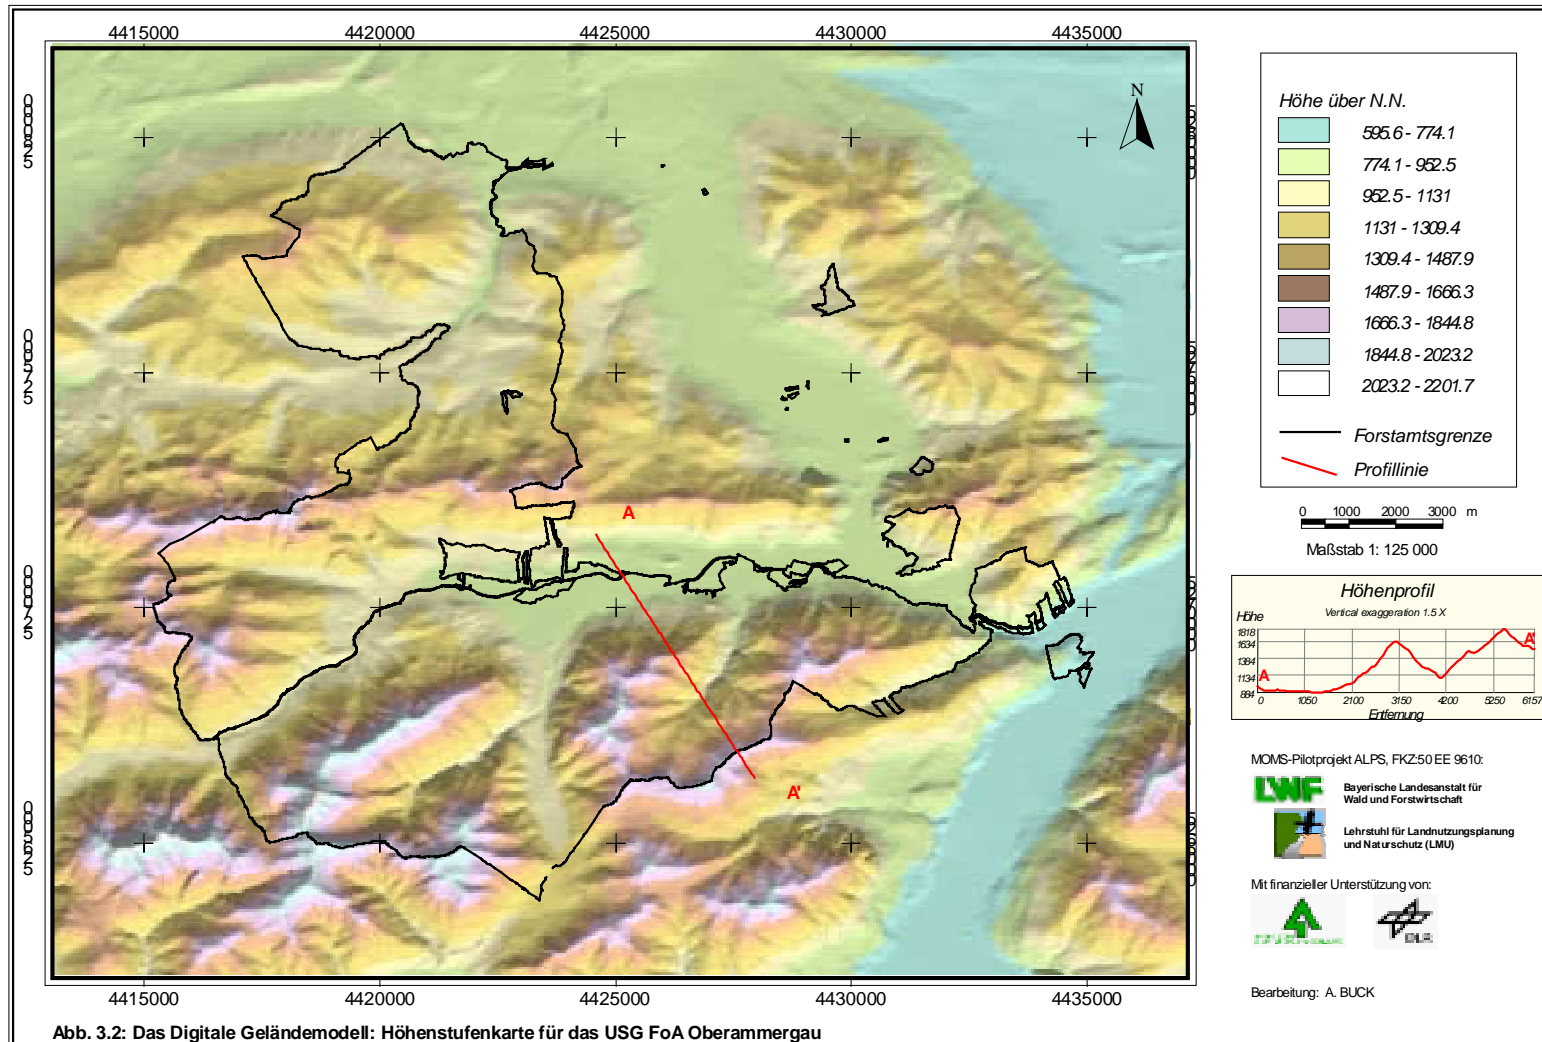 4415000 4420000 4425000 4430000 4435000
N
A
A'
4415000 4420000 4425000 4430000 4435000
Höhe über N.N.
595.6 - 774.1
774.1 - 952.5
952.5 - 1131
1131 - 1309.4
1309.4 - 1487.9
1487.9 - 1666.3
1666.3 - 1844.8
1844.8 - 2023.2
2023.2 - 2201.7
Forstamtsgrenze
Profillinie
0 1000 2000 3000 m
Maßstab 1: 125 000
Höhenprofil
Vertical exaggeration 1.5 X
Höhe
1818
1634
1384
1134
884
A
A'
0 1050 2100 3150 4200 5250 6157
Entfernung
MOMS-Pilotprojekt ALPS, FKZ:50 EE 9610:
LWF
Bayerische Landesanstalt für
Wald und Forstwirtschaft
Lehrstuhl für Landnutzungsplanung
und Naturschutz (LMU)
Mit finanzieller Unterstützung von:
DLR
Bearbeitung: A. BUCK
Abb. 3.2: Das Digitale Geländemodell: Höhenstufenkarte für das USG FoA Oberammergau